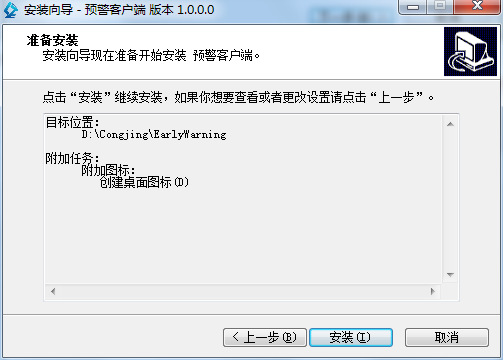 安装向导 - 预警客户端 版本 1.0.0.0
准备安装
安装向导现在准备开始安装 预警客户端。
点击“安装”继续安装，如果你想要查看或者更改设置请点击“上一步”。
目标位置：
D:\Congjing\EarlyWarning
附加任务：
附加图标：
创建桌面图标(D)
< 上一步(B)
安装(I)
取消